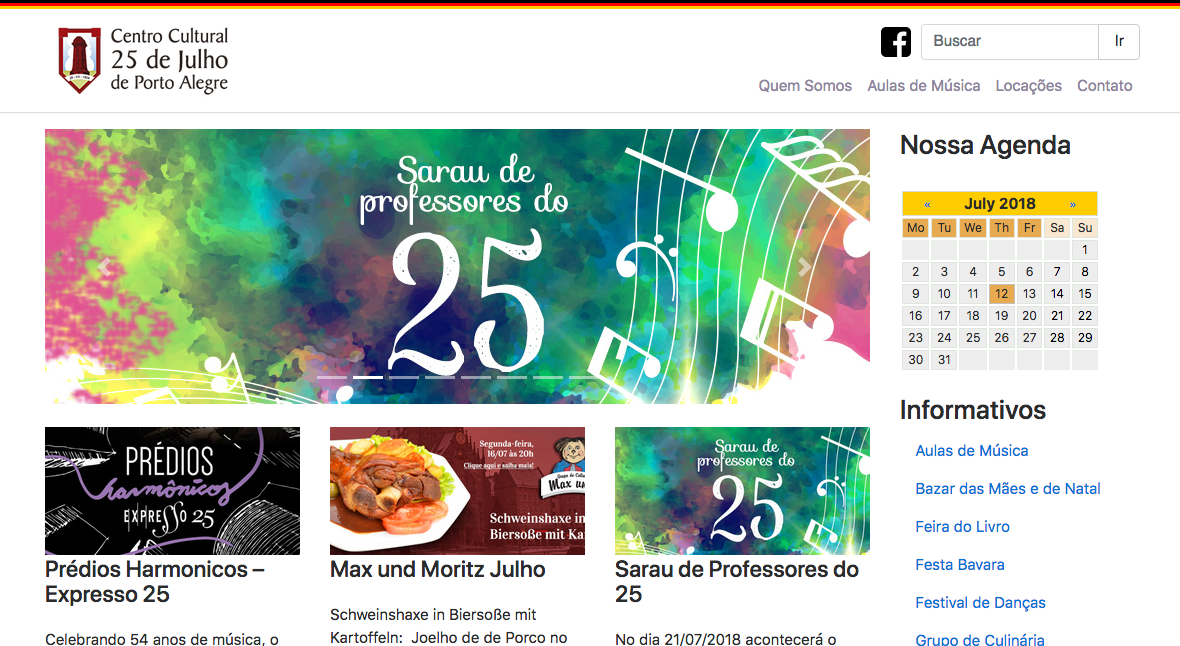 Centro Cultural
25 de Julho
de Porto Alegre
Buscar
Ir
Quem Somos Aulas de Música Locações Contato
Sarau de
professores do
25
Nossa Agenda
« July 2018 »
Mo Tu We Th Fr Sa Su
1
2 3 4 5 6 7 8
9 10 11 12 13 14 15
16 17 18 19 20 21 22
23 24 25 26 27 28 29
30 31
Informativos
Aulas de Música
Bazar das Mães e de Natal
Feira do Livro
Festa Bavara
Festival de Danças
Grupo de Culinária
PRÉDIOS
harmônicos
EXPRESSO 25
Prédios Harmonicos –
Expresso 25
Celebrando 54 anos de música, o
Segunda-feira,
16/07 às 20h
Clique aqui e saiba mais!
Max u
Schweinshaxe in
Biersoße mit Ka
Max und Moritz Julho
Schweinshaxe in Biersoße mit
Kartoffeln: Joelho de de Porco no
Sarau de
professores do
25
Sarau de Professores do
25
No dia 21/07/2018 acontecerá o